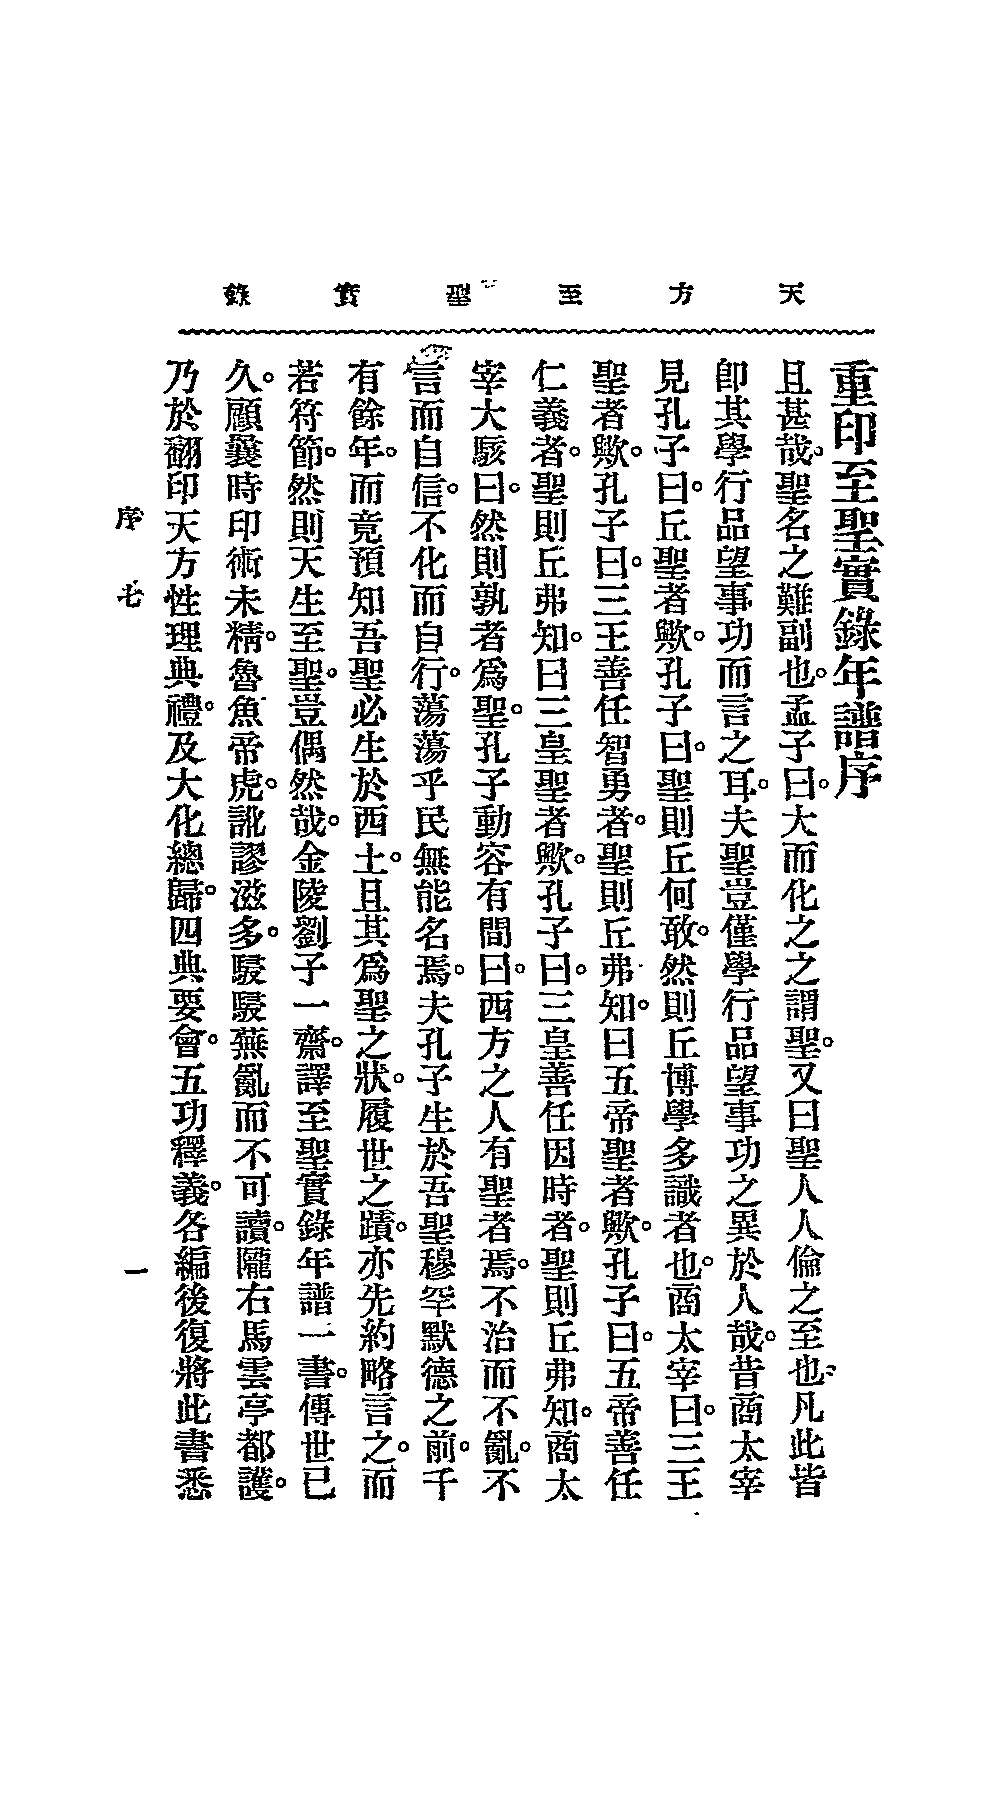 天方至聖實錄
重印至聖實錄年譜序
且甚哉。聖名之難副也。孟子曰。大而化之之謂聖。又曰聖人人倫之至也。凡此皆
卽其學行品望事功而言之耳。夫聖豈僅學行品望事功之異於人哉。昔商太宰
見孔子曰。丘聖者歟。孔子曰。聖則丘何敢。然則丘博學多識者也。商太宰曰。三王
聖者歟。孔子曰。三王善任智勇者。聖則丘弗知。曰五帝聖者歟。孔子曰。五帝善任
仁義者。聖則丘弗知。曰三皇聖者歟。孔子曰。三皇善任因時者。聖則丘弗知。商太
宰大駭曰。然則孰者爲聖。孔子動容有間曰。西方之人有聖者焉。不治而不亂。不
言而自信。不化而自行。蕩蕩乎民無能名焉。夫孔子生於吾聖穆罕默德之前。千
有餘年。而竟預知吾聖必生於西土。且其爲聖之狀。履世之蹟。亦先約略言之。而
若符節。然則天生至聖。豈偶然哉。金陵劉子一齋。譯至聖實錄年譜一書。傳世已
久。顧曩時印術未精。魯魚帝虎。訛謬滋多。駸駸蕪亂而不可讀。隴右馬雲亭都護。
乃於翻印天方性理典禮。及大化總歸。四典要會。五功釋義。各編後復將此書悉
序 七
一